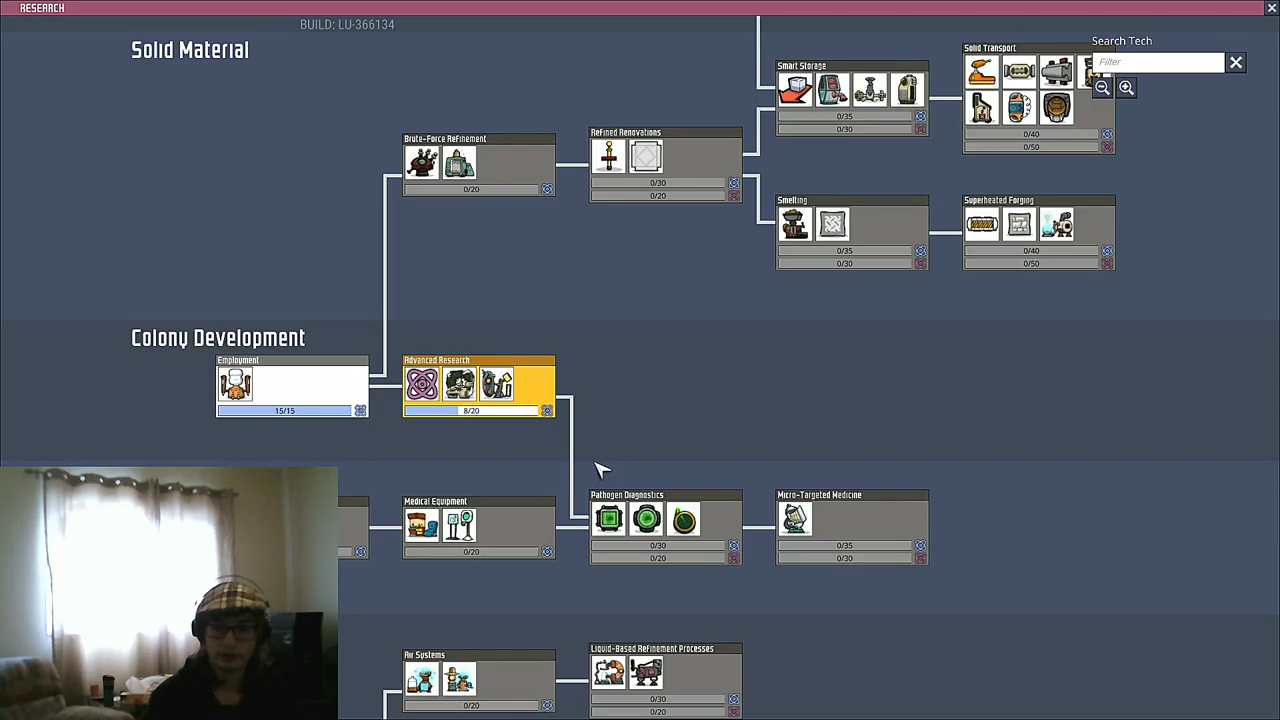 RESEARCH
BUILD: LU-366134
Solid Material
Search Tech
Filter
Smart Storage
0/35
0/30
Solid Transport
0/40
0/50
Brute-Force Refinement
0/20
Refined Renovations
0/30
0/20
Smelting
0/35
0/30
Superheated Forging
0/40
0/50
Colony Development
Employment
15/15
Advanced Research
8/20
Medical Equipment
0/20
Pathogen Diagnostics
0/30
0/20
Micro-Targeted Medicine
0/35
0/30
Air Systems
0/20
Liquid-Based Refinement Processes
0/30
0/20